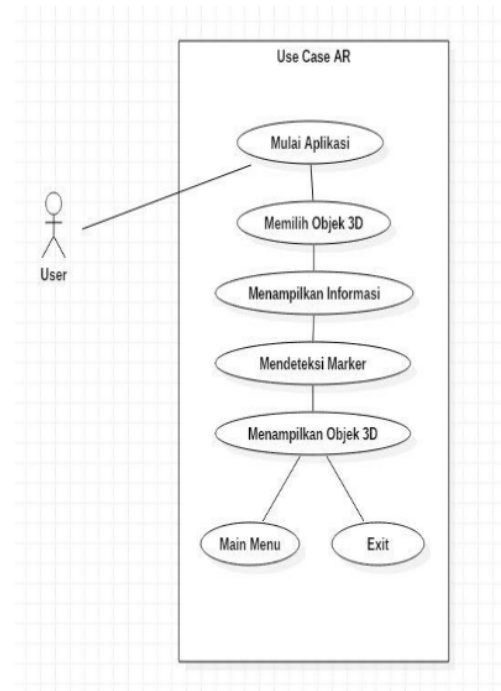 Use Case AR
Mulai Aplikasi
Memilih Objek 3D
User
Menampilkan Informasi
Mendeteksi Marker
Menampilkan Objek 3D
Main Menu
Exit